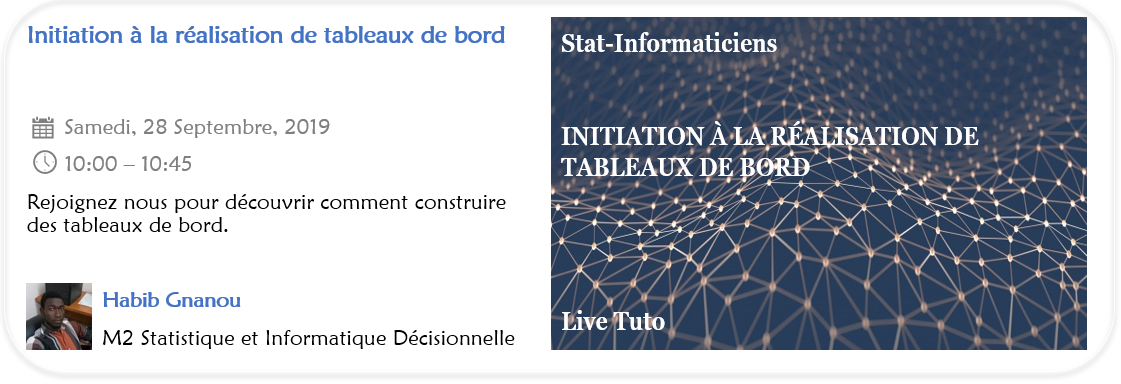 Initiation à la réalisation de tableaux de bord
Samedi, 28 Septembre, 2019
10:00 – 10:45
Rejoignez nous pour découvrir comment construire
des tableaux de bord.
Habib Gnanou
M2 Statistique et Informatique Décisionnelle
Stat-Informaticiens
INITIATION À LA RÉALISATION DE
TABLEAUX DE BORD
Live Tuto